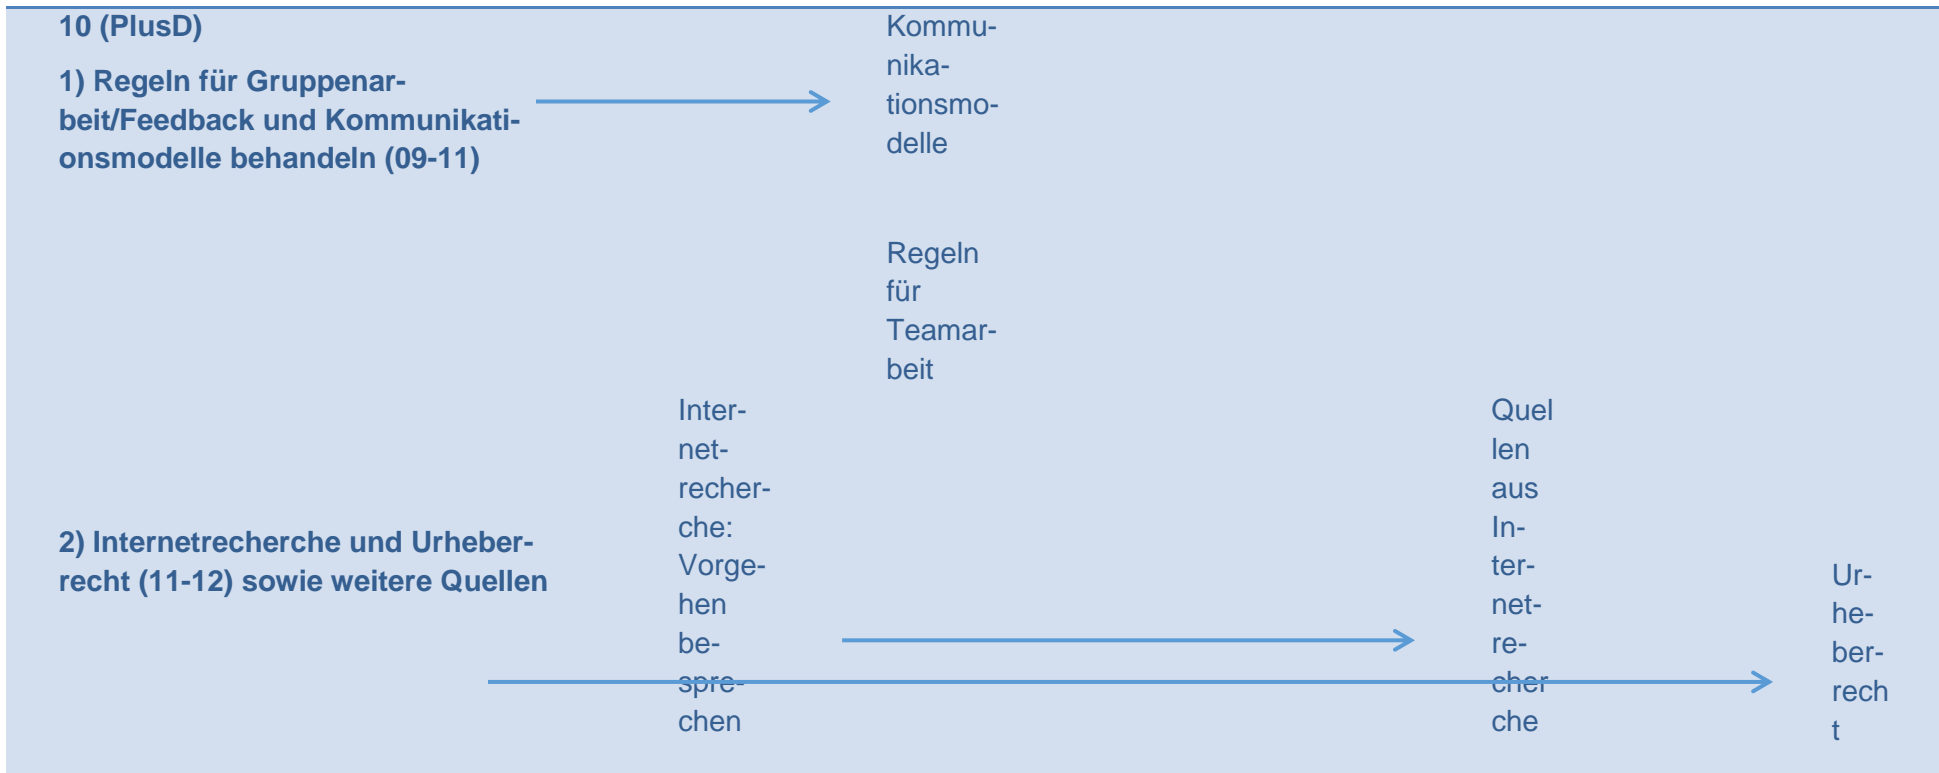 10 (PlusD)
1) Regeln für Gruppenar-
beit/Feedback und Kommunikati-
onsmodelle behandeln (09-11)
Kommu-
nika-
tionsmo-
delle
Regeln
für
Teamar-
beit
2) Internetrecherche und Urheber-
recht (11-12) sowie weitere Quellen
Inter-
net-
recher-
che:
Vorge-
hen
be-
spre-
chen
Quel
len
aus
In-
ter-
net-
re-
cher
che
Ur-
he-
ber-
rech
t